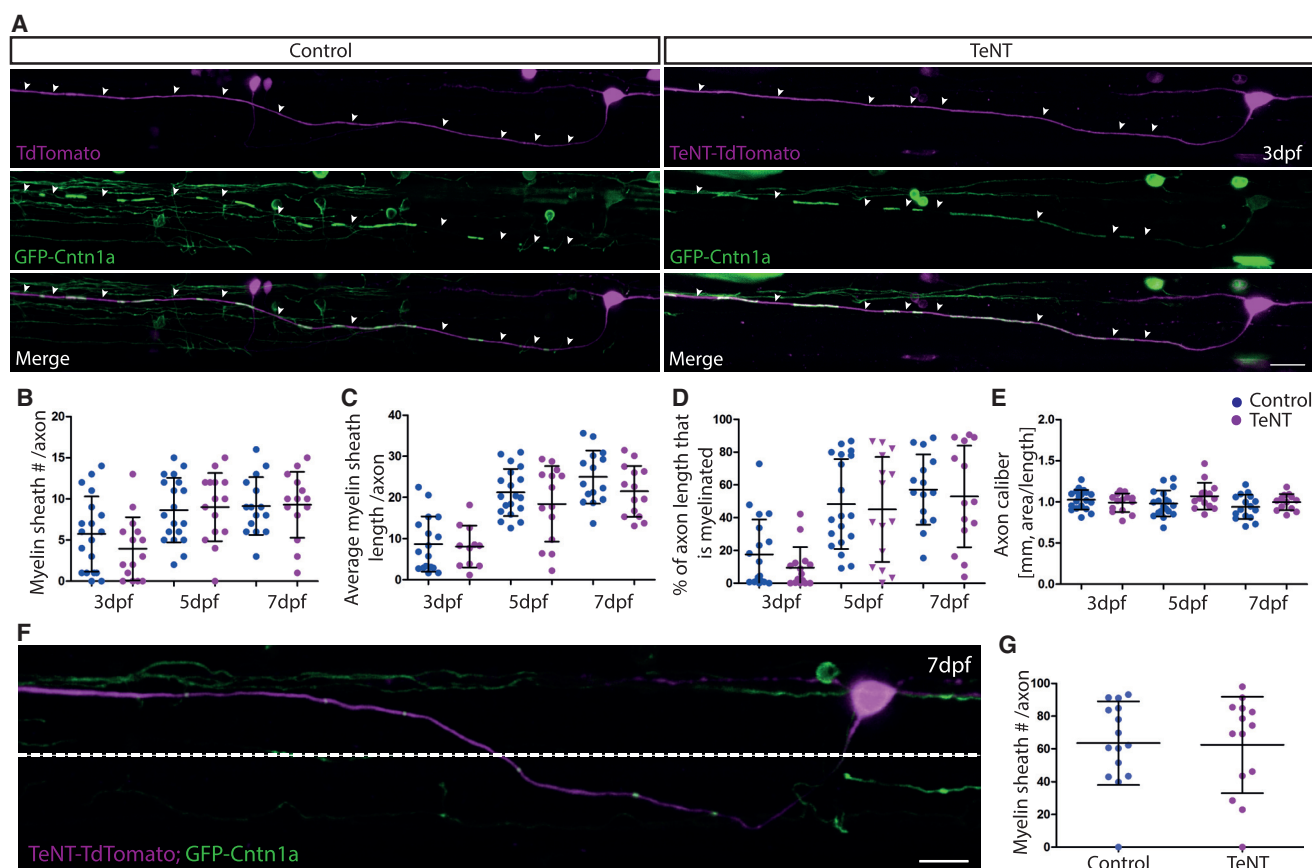 A
Control
TeNT
TdTomato
TeNT-TdTomato
3dpf
GFP-Cntn1a
GFP-Cntn1a
Merge
Merge
B
Myelin sheath # /axon
20
15
10
5
0
3dpf 5dpf 7dpf
C
Average myelin sheath
length /axon
40
30
20
10
0
3dpf 5dpf 7dpf
D
% of axon length that
is myelinated
100
80
60
40
20
0
3dpf 5dpf 7dpf
E
Control
TeNT
Axon caliber
[mm, area/length]
2.0
1.5
1.0
0.5
0.0
3dpf 5dpf 7dpf
F
7dpf
TeNT-TdTomato; GFP-Cntn1a
G
Myelin sheath # /axon
100
80
60
40
20
0
Control TeNT